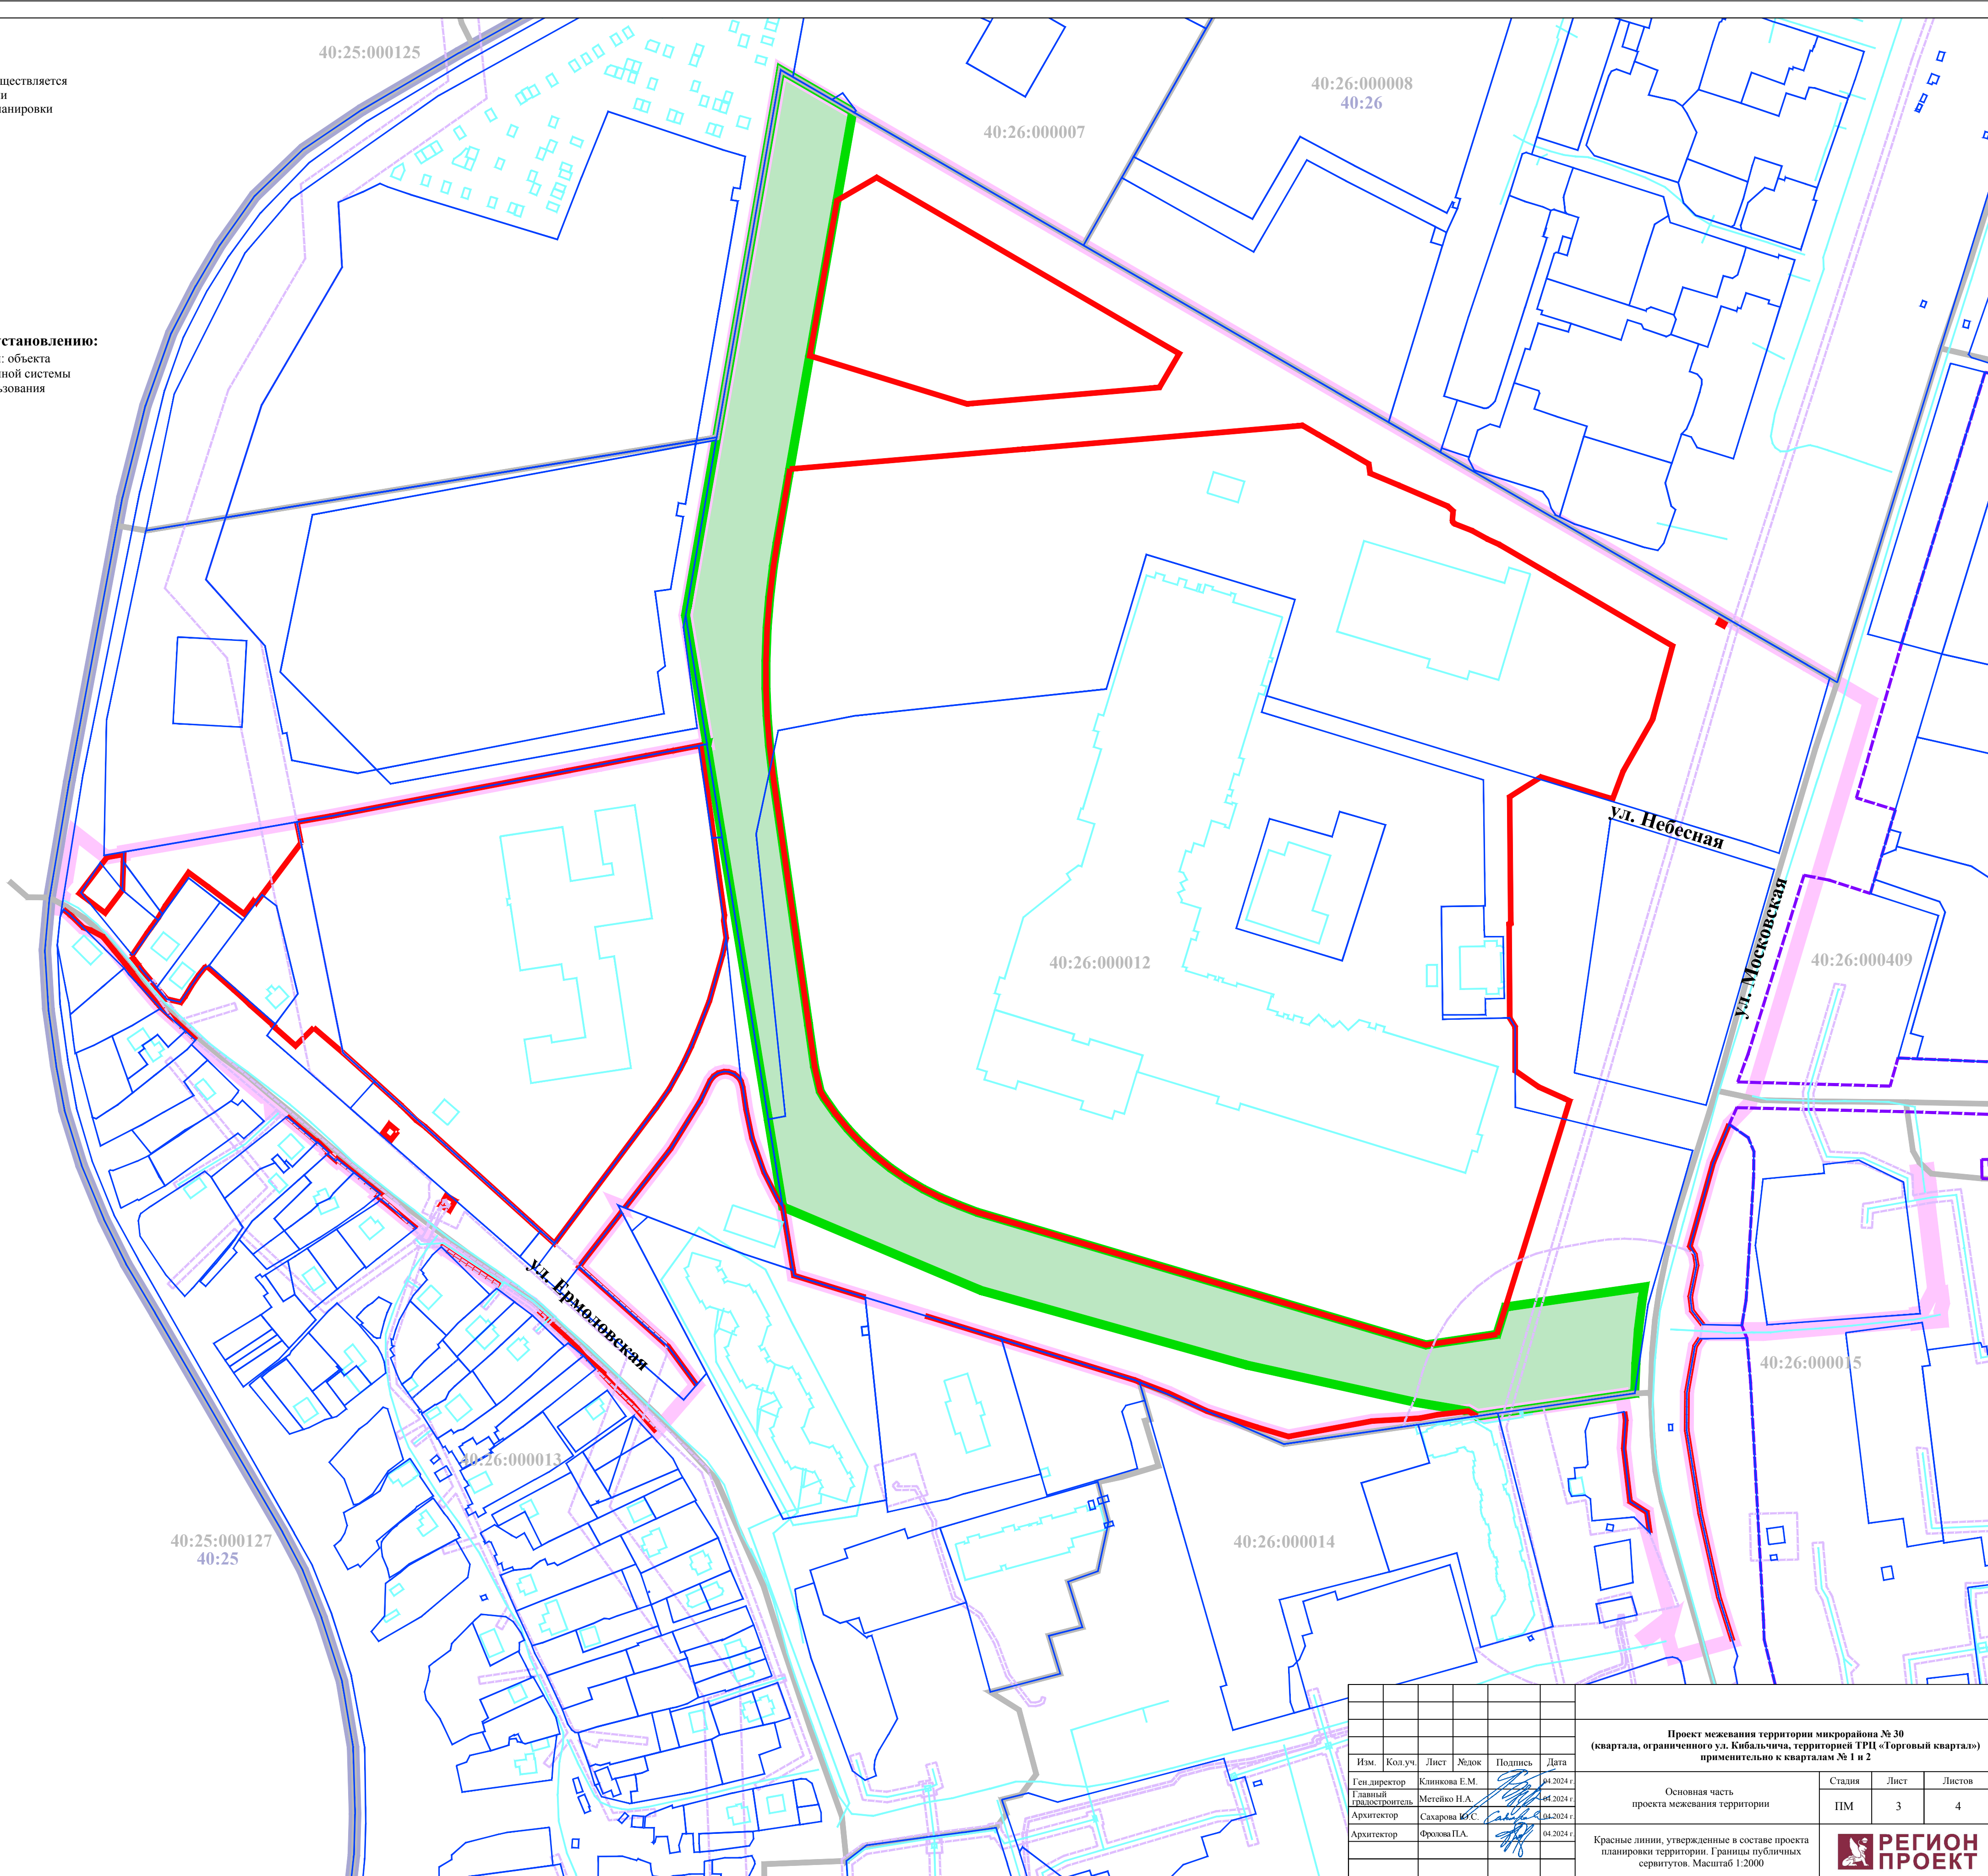 40:25:000125
40:26:000008
40:26
40:26:000007
ществляется
и
анировки
становлению:
: объекта
ной системы
ьзования
ул. Небесная
ул. Московская
40:26:000012
40:26:000409
ул. Ермоловская
40:26:000015
40:26:000013
40:25:000127
40:25
40:26:000014
Проект межевания территории микрорайона № 30
(квартала, ограниченного ул. Кибальчича, территорией ТРЦ «Торговый квартал»)
применительно к кварталам № 1 и 2
Изм. Кол.уч. Лист №док Подпись Дата
Ген.директор Клинкова Е.М. 04.2024 г.
Главный градостроитель Метейко Н.А. 04.2024 г.
Архитектор Сахарова Ю.С. 04.2024 г.
Архитектор Фролова П.А. 04.2024 г.
Основная часть
проекта межевания территории
Стадия Лист Листов
ПМ 3 4
Красные линии, утвержденные в составе проекта
планировки территории. Границы публичных
сервитутов. Масштаб 1:2000
РЕГИОН
ПРОЕКТ